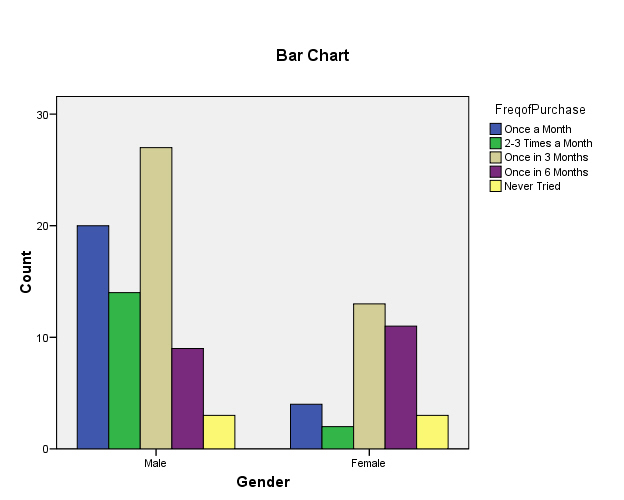 Bar Chart
FreqofPurchase
Once a Month
2-3 Times a Month
Once in 3 Months
Once in 6 Months
Never Tried
30
20
10
0
Count
Male Female
Gender